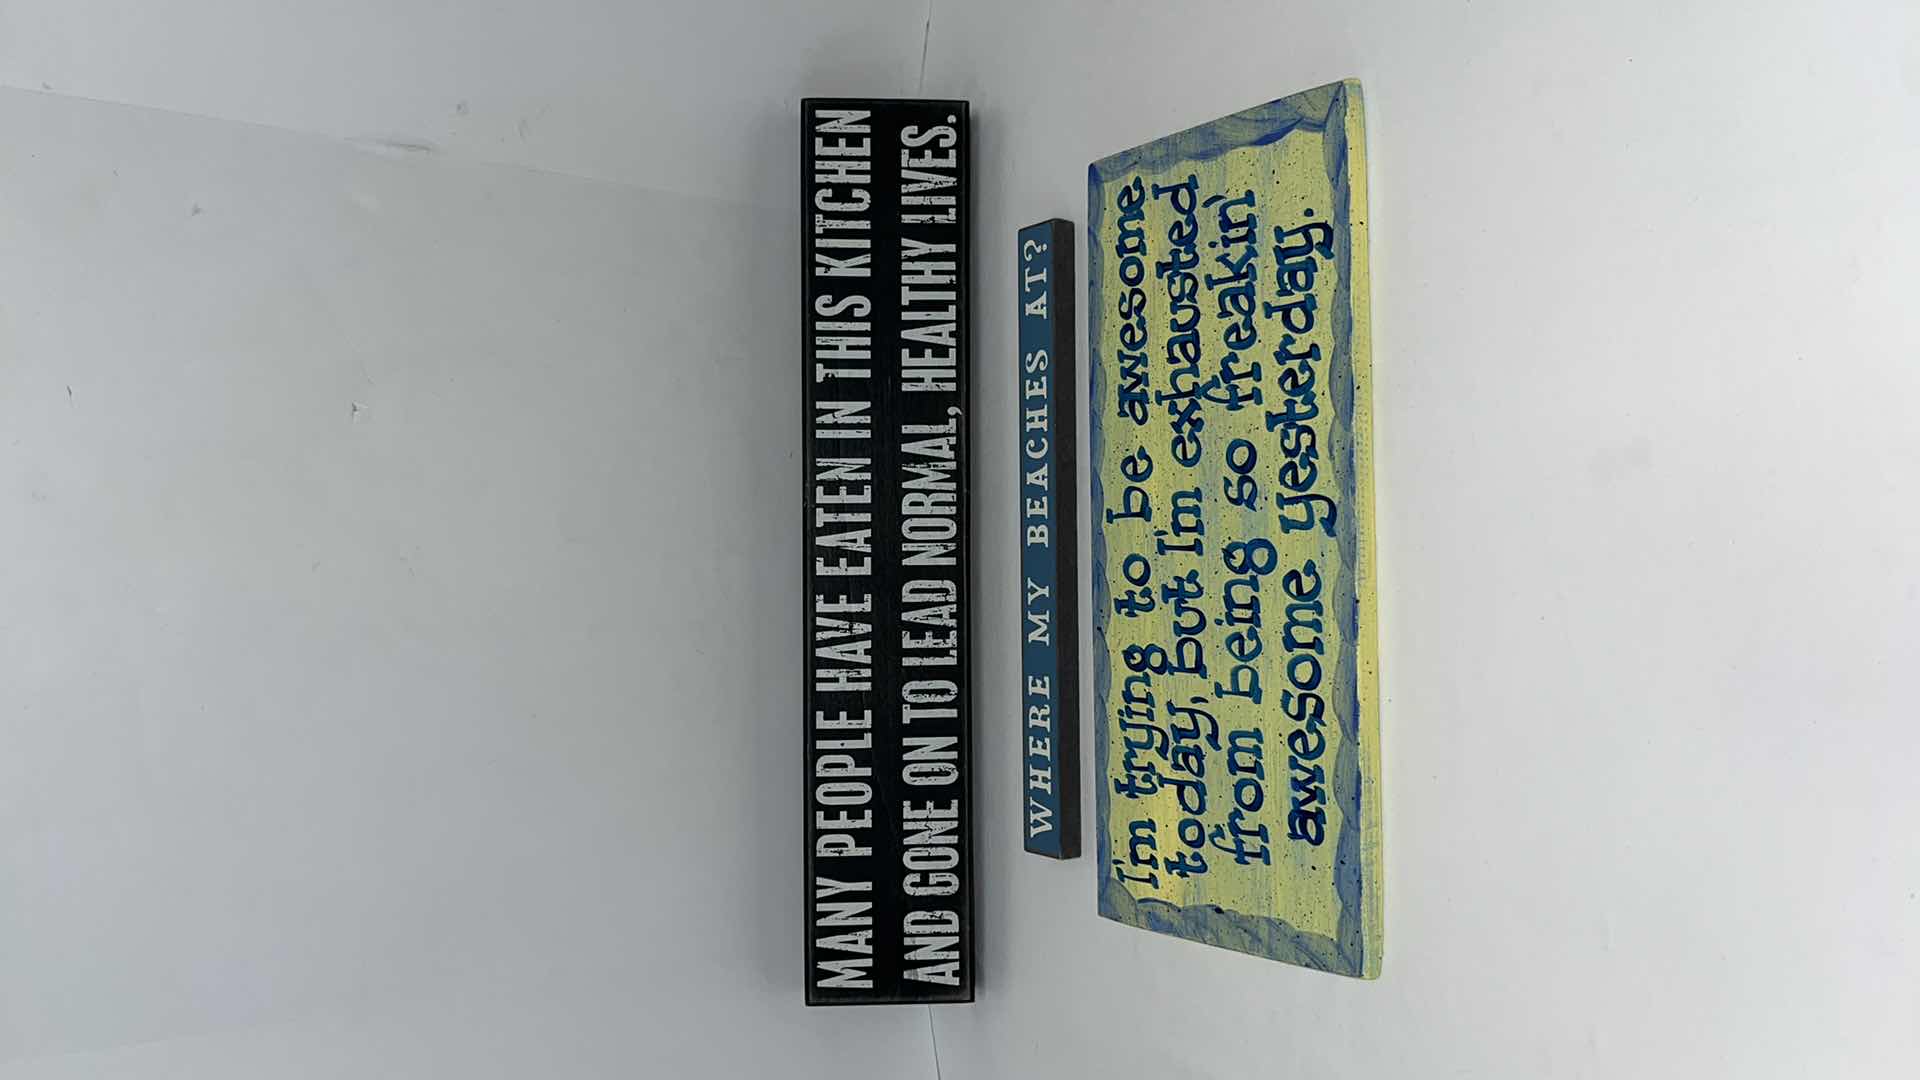 MANY PEOPLE HAVE EATEN IN THIS KITCHEN
AND GONE ON TO LEAD NORMAL, HEALTHY LIVES.
WHERE MY BEACHES AT?
I'm trying to be awesome
today, but I'm exhausted
from being so freakin'
awesome yesterday.